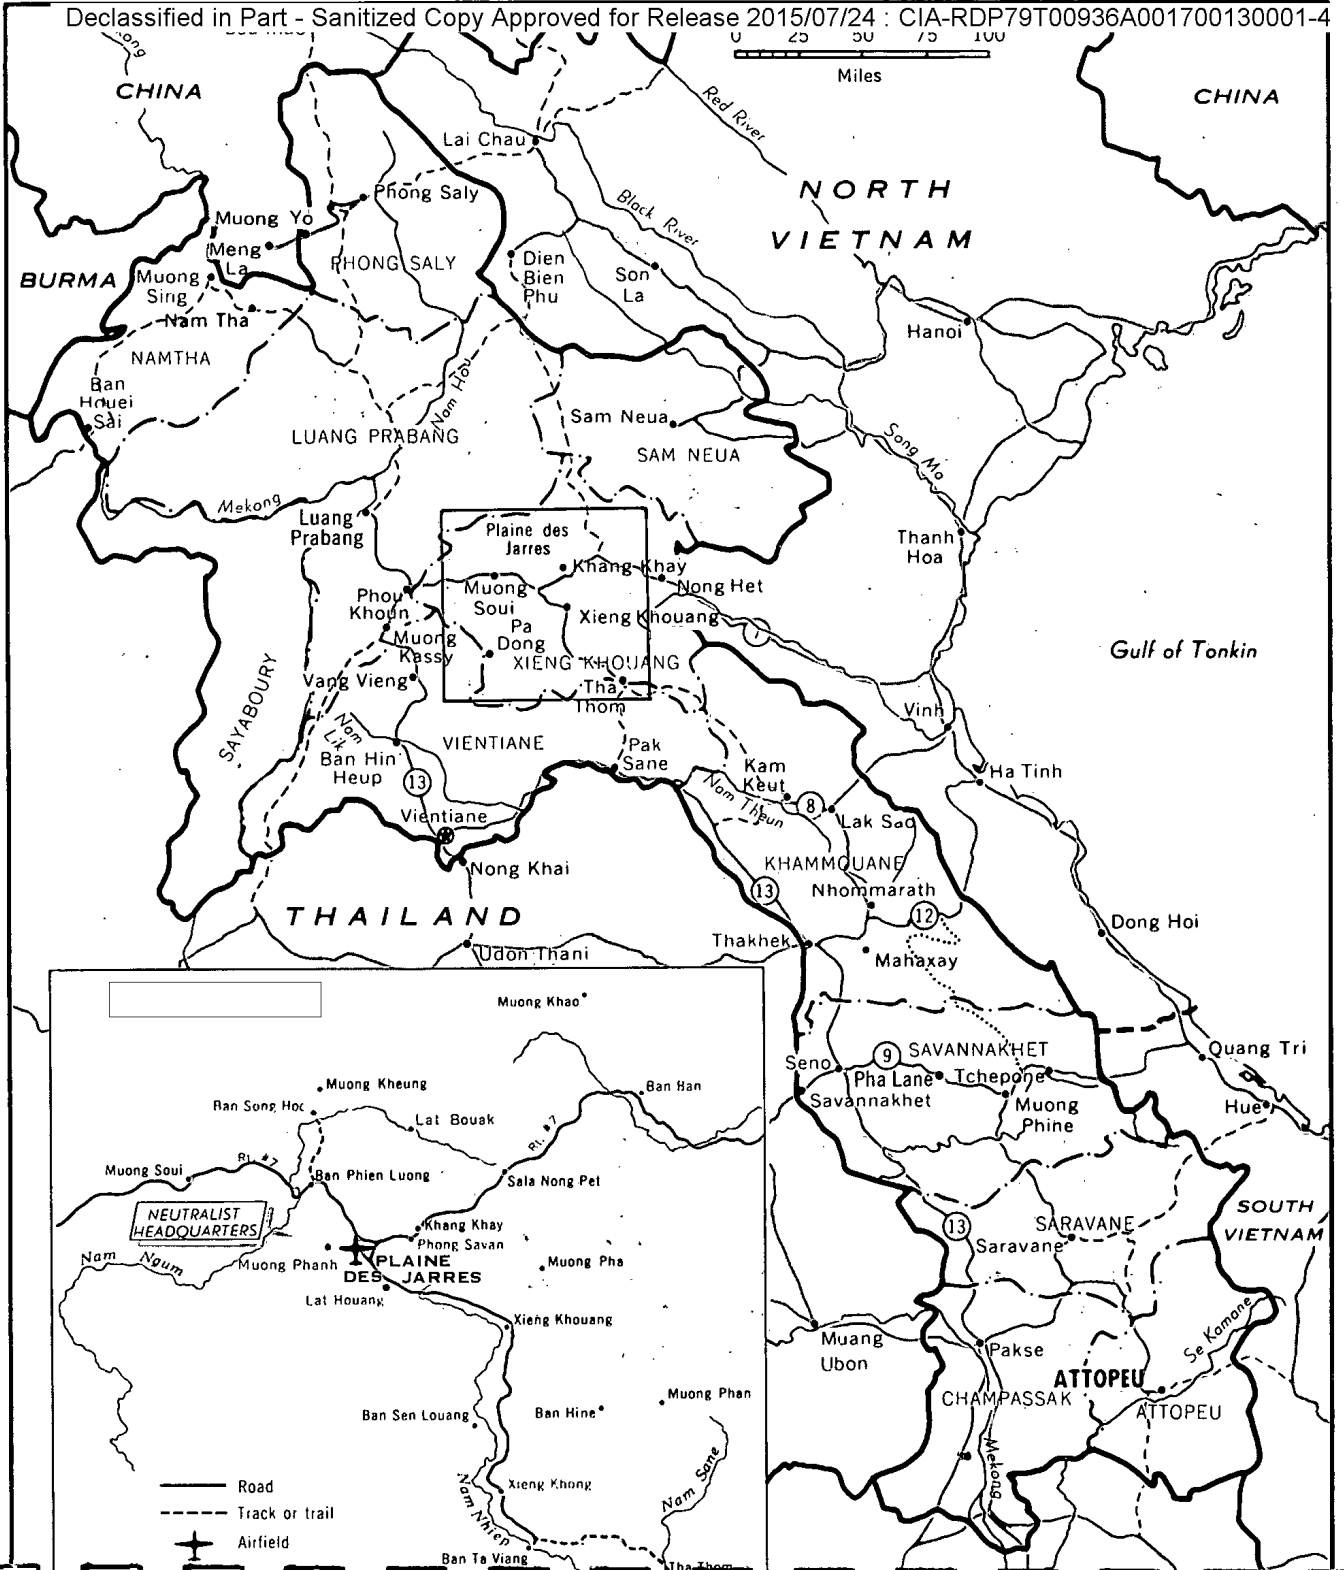 Declassified in Part - Sanitized Copy Approved for Release 2015/07/24 : CIA-RDP79T00936A001700130001-4
0 25 50 75 100
Miles
CHINA
CHINA
Red River
Lai Chau
NORTH
VIETNAM
Phong Saly
Black River
Muong Yo
Meng
La
PHONG SALY
BURMA
Muong
Sing
Dien
Bien
Phu
Son
La
Nam Tha
Hanoi
NAMTHA
Ban
Houei
Sai
Nam Hou
Sam Neua
LUANG PRABANG
SAM NEUA
Song Ma
Mekong
Luang
Prabang
Plaine des
Jarres
Thanh
Hoa
Khang Khay
Nong Het
Phou
Khoun
Muong
Soui
Xieng Khouang
Pa
Dong
Muong
Kassy
7
XIENG KHOUANG
Gulf of Tonkin
Vang Vieng
Tha
Thom
SAYABOURY
Vinh
Nam
Lik
VIENTIANE
Pak
Sane
Ban Hin
Heup
Kam
Keut
Ha Tinh
13
Nam Theun
8
Lak Sao
Vientiane
Nong Khai
KHAMMOUANE
Nhommarath
13
12
THAILAND
Dong Hoi
Thakhek
Udon Thani
Mahaxay
Seno
9
SAVANNAKHET
Quang Tri
Pha Lane
Tchepone
Savannakhet
Muong
Phine
Hue
SOUTH
VIETNAM
13
SARAVANE
Saravane
Se Kamane
Muang
Ubon
Pakse
ATTOPEU
CHAMPASSAK
ATTOPEU
Mekong
Muong Khao
Muong Kheung
Ban Han
Ban Song Hoc
Lat Bouak
Rt. #7
Rt. #7
Muong Soui
Ban Phien Luong
Sala Nong Pet
NEUTRALIST
HEADQUARTERS
Khang Khay
Phong Savan
Nam Ngum
Muong Phanh
PLAINE
DES JARRES
Muong Pha
Lat Houang
Xieng Khouang
Muong Phan
Ban Sen Louang
Ban Hine
Nam Sane
Xieng Khong
Nam Nhiep
Road
Track or trail
Airfield
Ban Ta Viang
Tha Thom